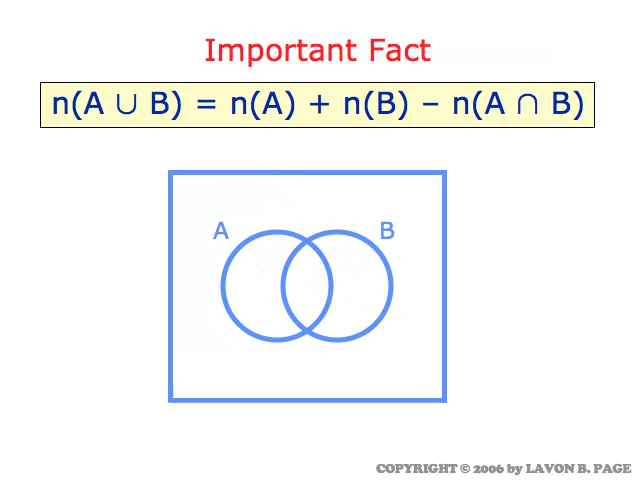 Important Fact
n(A ∪ B) = n(A) + n(B) – n(A ∩ B)
A B
COPYRIGHT © 2006 by LAVON B. PAGE